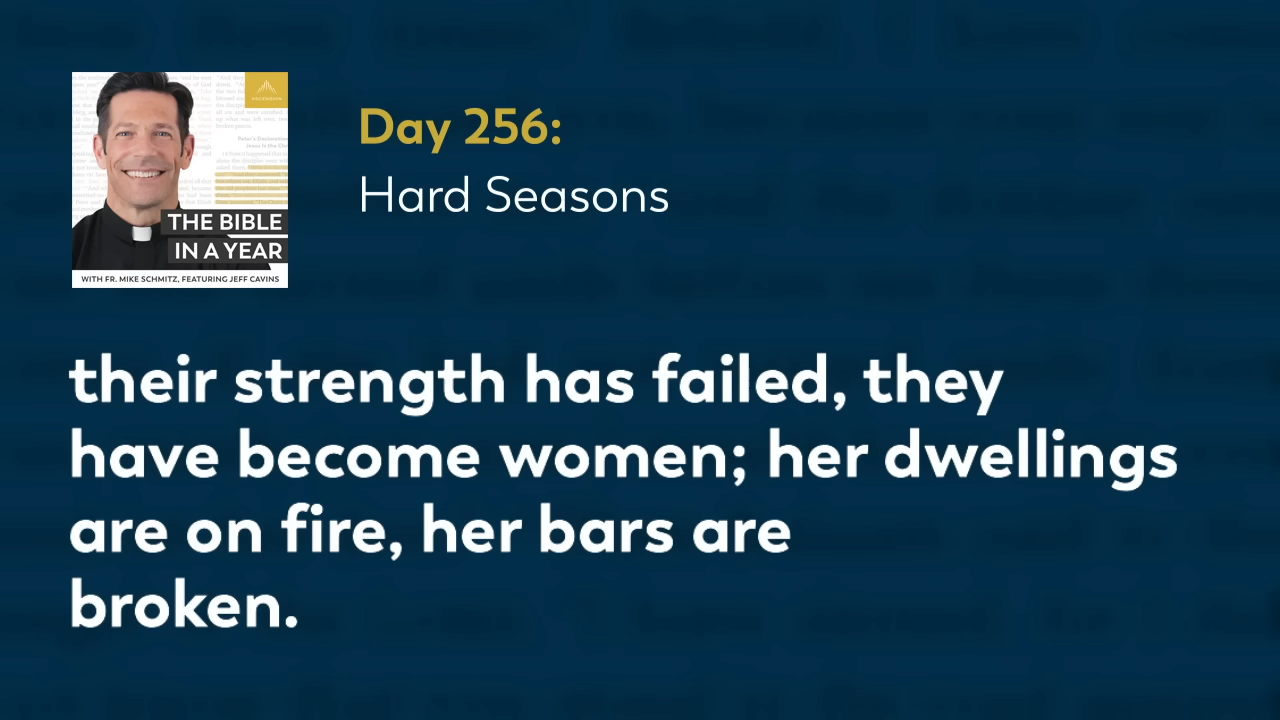 ASCENSION
THE BIBLE
IN A YEAR
WITH FR. MIKE SCHMITZ, FEATURING JEFF CAVINS
Day 256:
Hard Seasons
their strength has failed, they
have become women; her dwellings
are on fire, her bars are
broken.